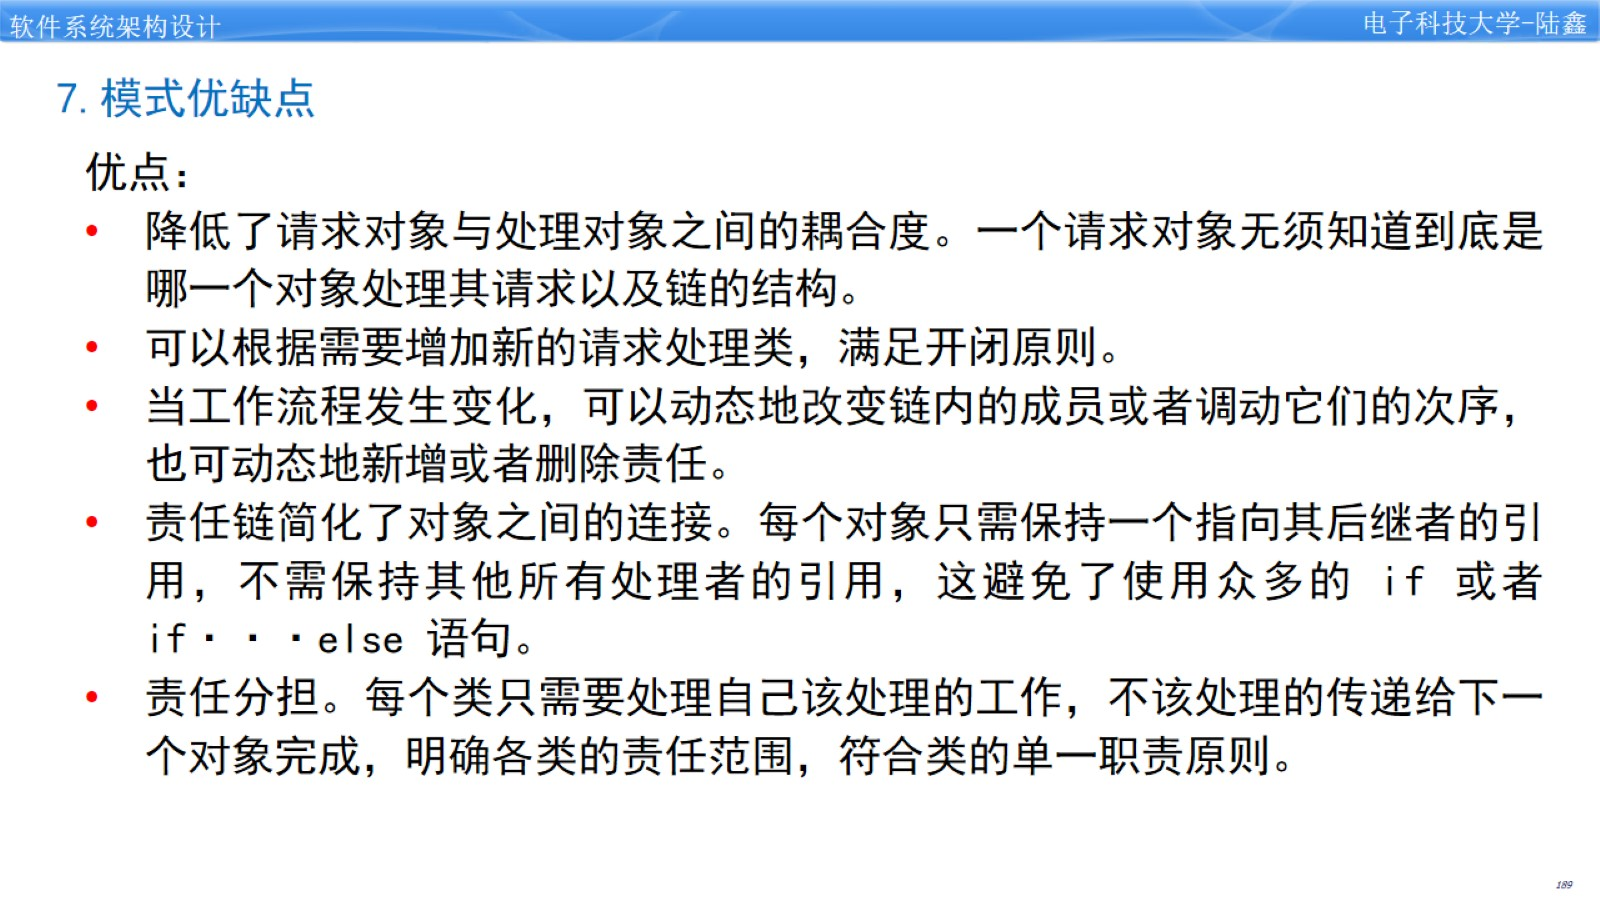 软件系统架构设计
电子科技大学-陆鑫
7. 模式优缺点
优点：
• 降低了请求对象与处理对象之间的耦合度。一个请求对象无须知道到底是
哪一个对象处理其请求以及链的结构。
• 可以根据需要增加新的请求处理类，满足开闭原则。
• 当工作流程发生变化，可以动态地改变链内的成员或者调动它们的次序，
也可动态地新增或者删除责任。
• 责任链简化了对象之间的连接。每个对象只需保持一个指向其后继者的引
用，不需保持其他所有处理者的引用，这避免了使用众多的 if 或者
if···else 语句。
• 责任分担。每个类只需要处理自己该处理的工作，不该处理的传递给下一
个对象完成，明确各类的责任范围，符合类的单一职责原则。
189